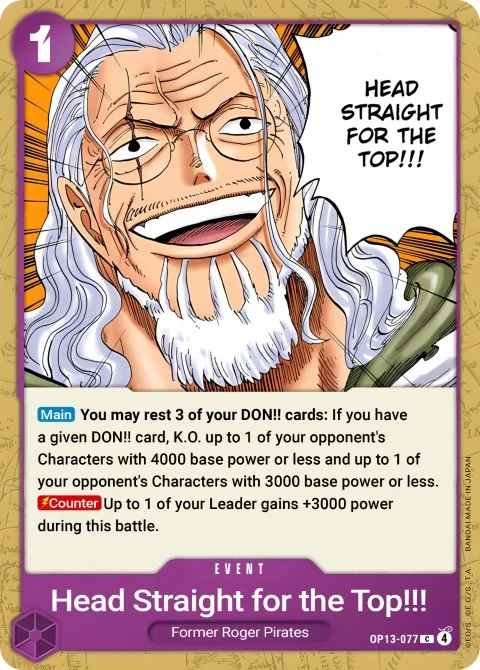 1
HEAD
STRAIGHT
FOR THE
TOP!!!
Main You may rest 3 of your DON!! cards: If you have
a given DON!! card, K.O. up to 1 of your opponent's
Characters with 4000 base power or less and up to 1 of
your opponent's Characters with 3000 base power or less.
Counter Up to 1 of your Leader gains +3000 power
during this battle.
EVENT
Head Straight for the Top!!!
Former Roger Pirates
OP13-077 C 4
©E.O/S. ©E.O/S.,T.A BANDAI MADE IN JAPAN